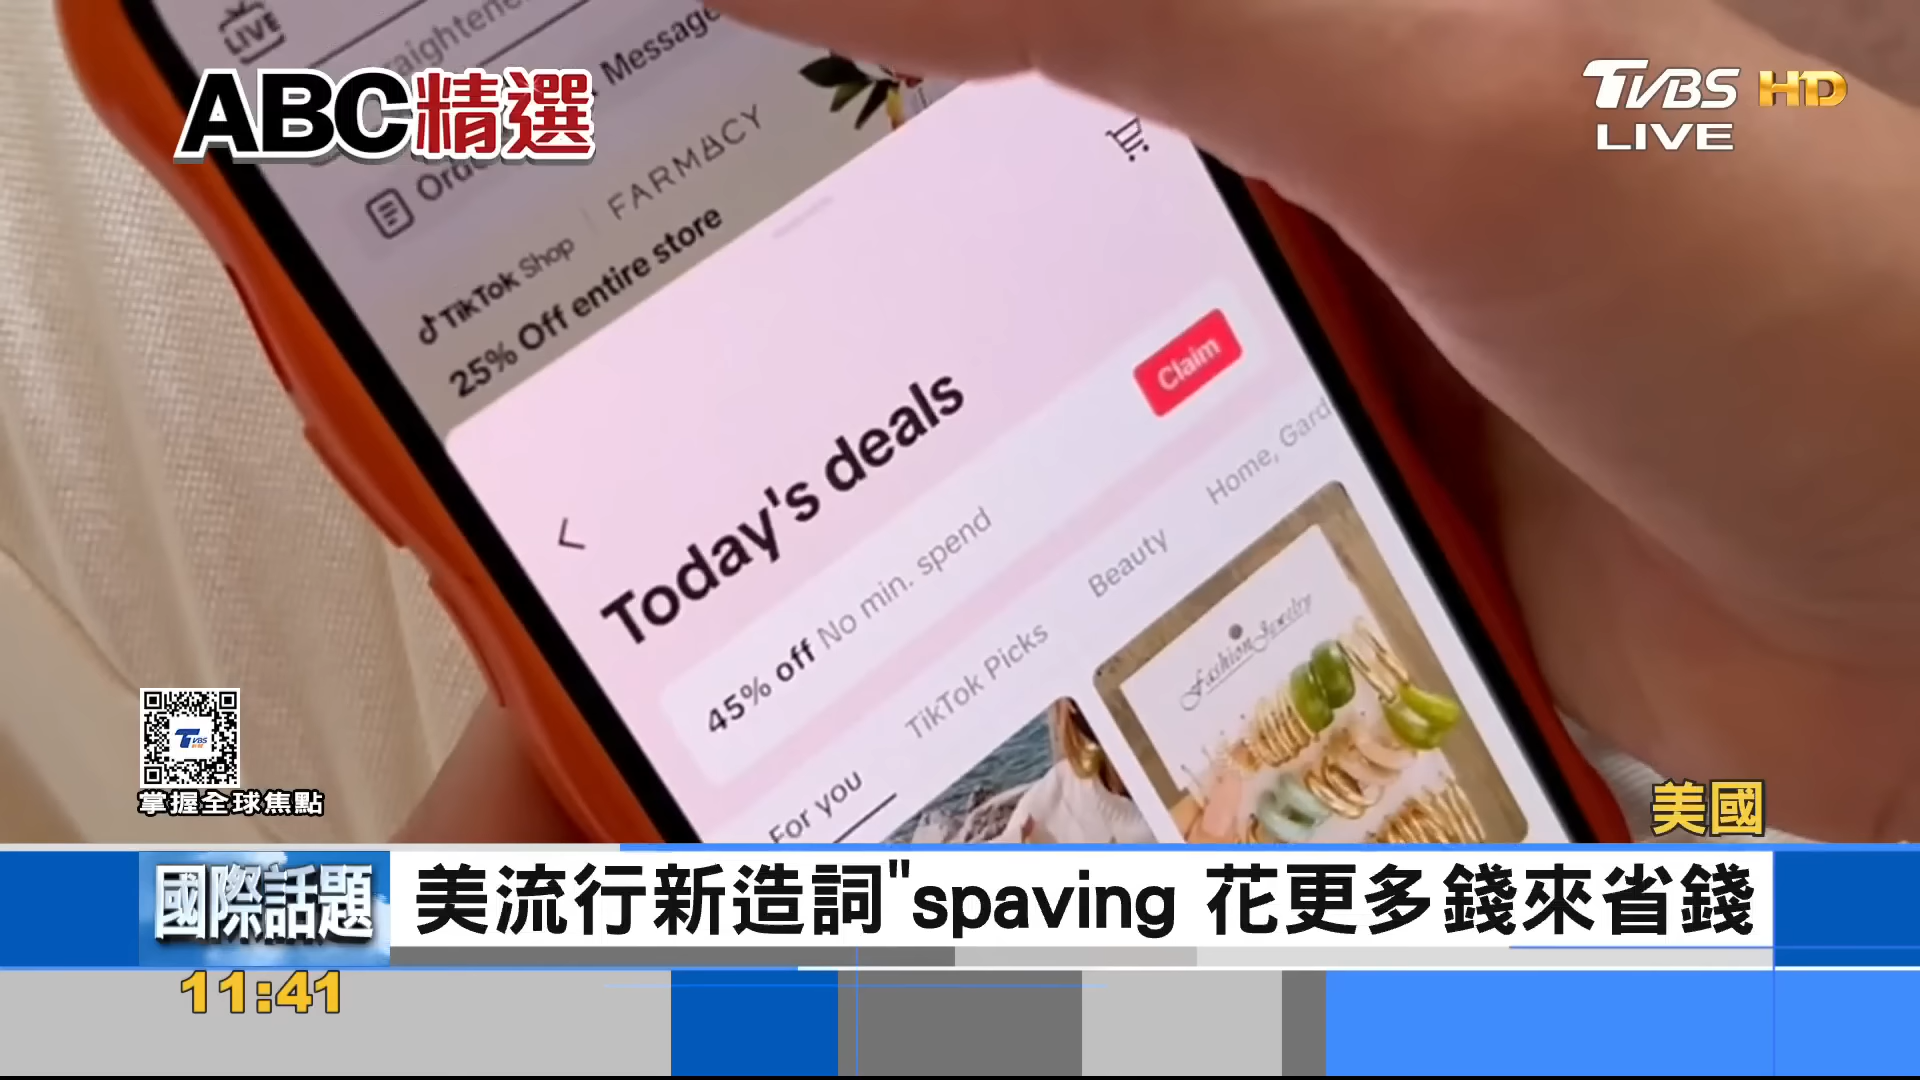 LIVE
Message
ABC精選
TVBS HD
LIVE
FARMACY
TikTok Shop
25% Off entire store
Claim
Today's deals
45% off No min. spend
For you
TikTok Picks
Beauty
Home, Gard
Fashion Jewelry
TVBS
掌握全球焦點
美國
國際話題
美流行新造詞"spaving 花更多錢來省錢
11:41